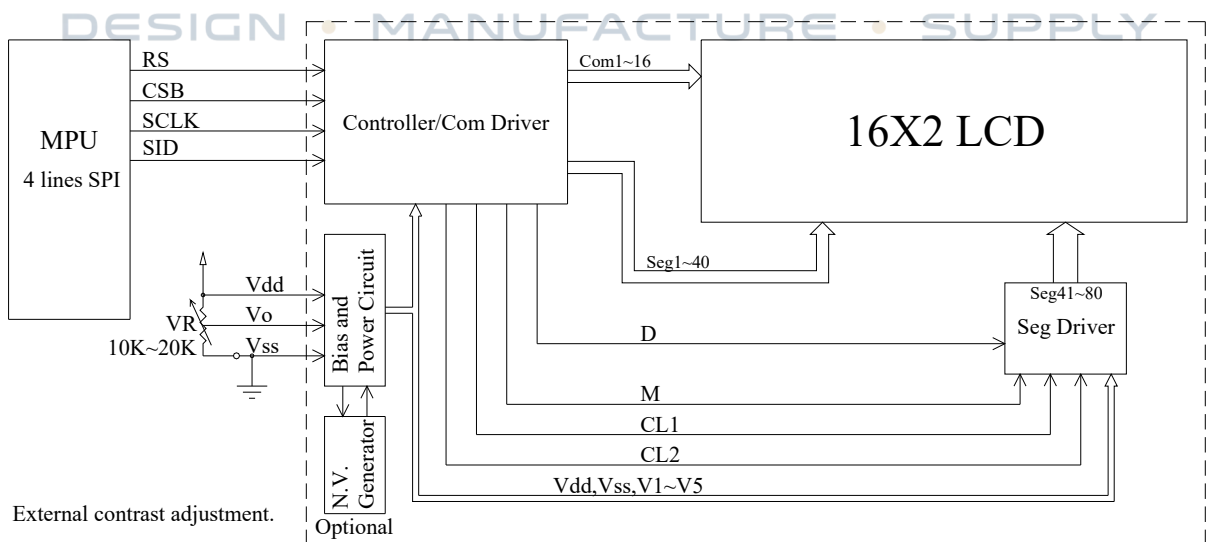 DESIGN • MANUFACTURE • SUPPLY
MPU
4 lines SPI
RS
CSB
SCLK
SID
Controller/Com Driver
Com1~16
16X2 LCD
Seg1~40
Seg41~80
Seg Driver
Vdd
Vo
Vss
VR
10K~20K
Bias and
Power Circuit
N.V.
Generator
Optional
D
M
CL1
CL2
Vdd,Vss,V1~V5
External contrast adjustment.